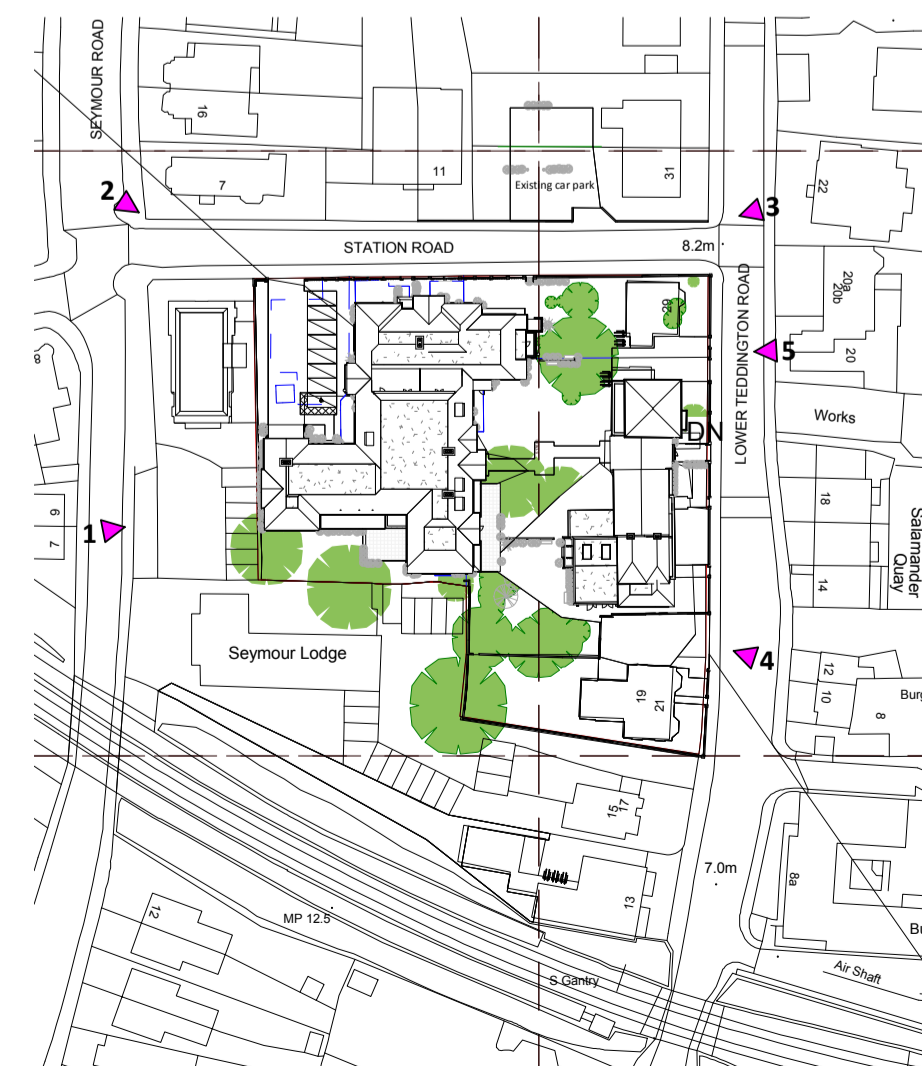 SEYMOUR ROAD
16
2
7
11
Existing car park
31
3
22
STATION ROAD
8.2m
LOWER TEDDINGTON ROAD
20a
20b
29
5
20
DN
Works
9
7
1
18
Salamander
Quay
14
Seymour Lodge
4
12
10
19
21
8
15
17
7.0m
8a
12
MP 12.5
13
S Gantry
Air Shaft